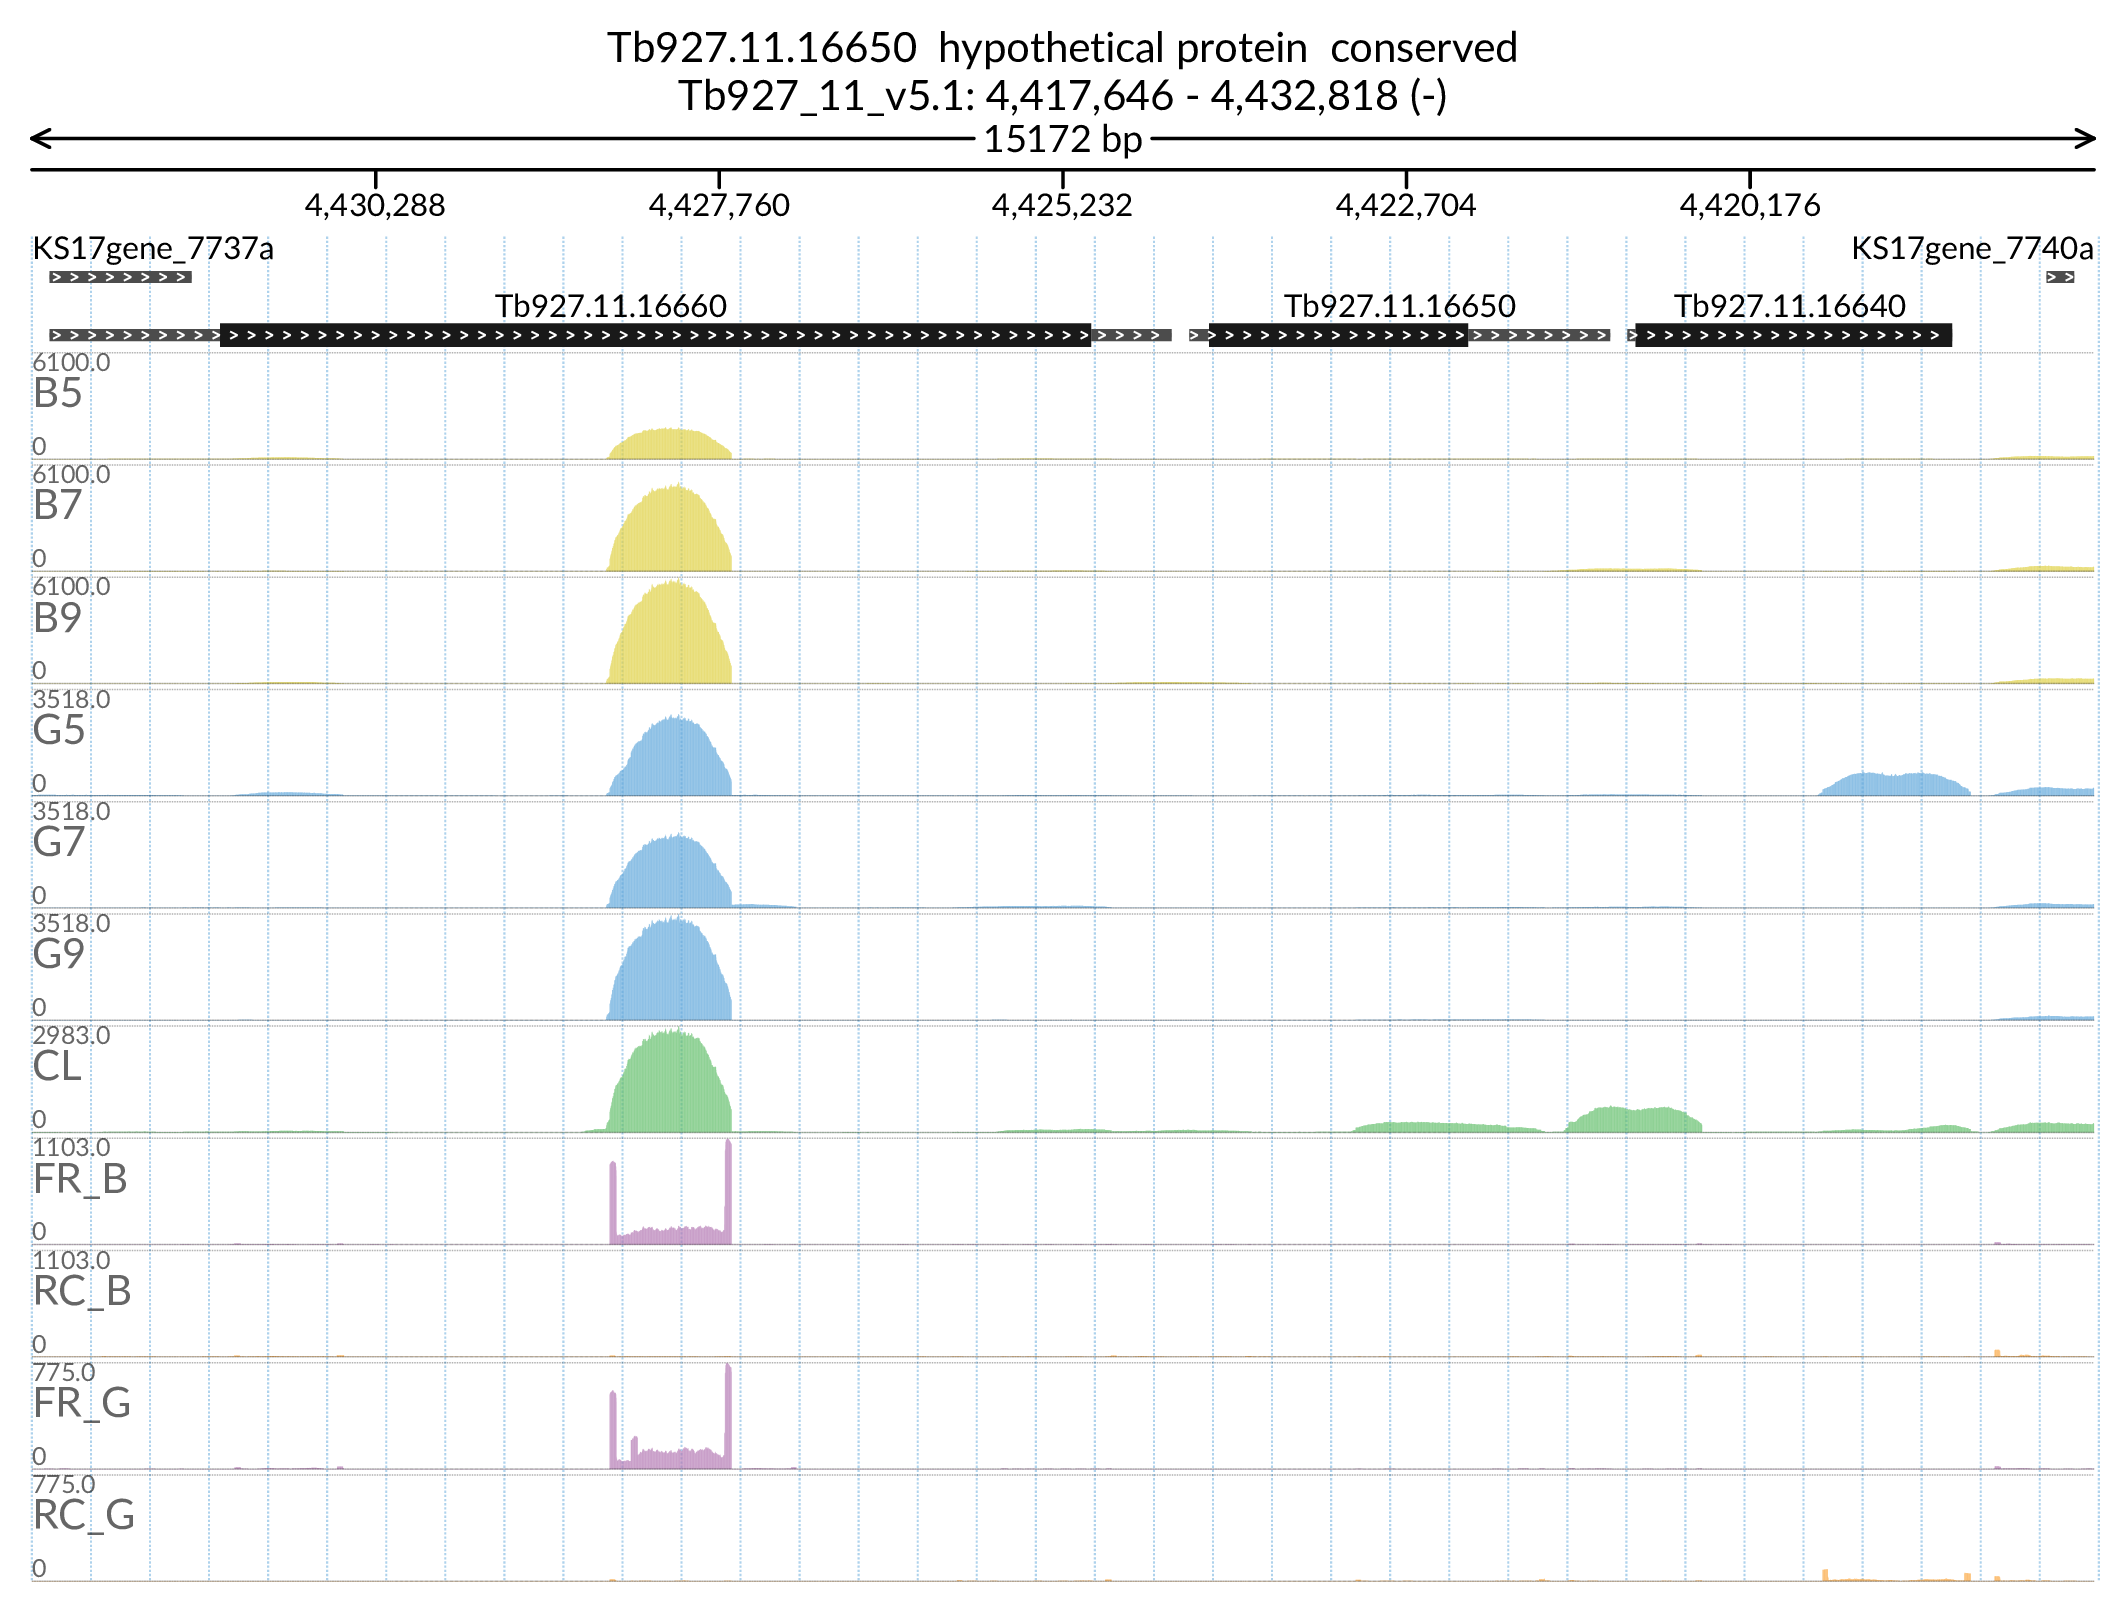 Tb927.11.16650 hypothetical protein conserved
Tb927_11_v5.1: 4,417,646 - 4,432,818 (-)
15172 bp
4,430,288 4,427,760 4,425,232 4,422,704 4,420,176
KS17gene_7737a KS17gene_7740a
Tb927.11.16660 Tb927.11.16650 Tb927.11.16640
6100.0
B5
0
6100.0
B7
0
6100.0
B9
0
3518.0
G5
0
3518.0
G7
0
3518.0
G9
0
2983.0
CL
0
1103.0
FR_B
0
1103.0
RC_B
0
775.0
FR_G
0
775.0
RC_G
0